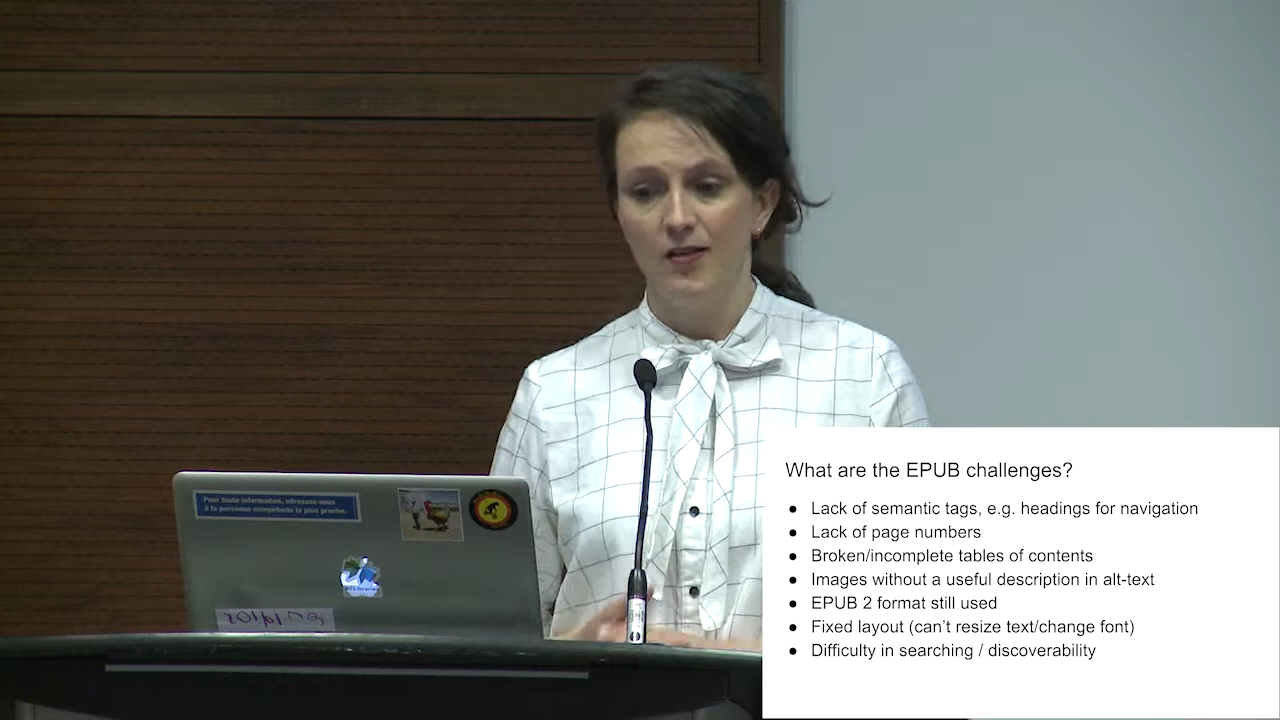 What are the EPUB challenges?
● Lack of semantic tags, e.g. headings for navigation
● Lack of page numbers
● Broken/incomplete tables of contents
● Images without a useful description in alt-text
● EPUB 2 format still used
● Fixed layout (can't resize text/change font)
● Difficulty in searching / discoverability
Pour toute information, adressez-vous
à la personne compétente la plus proche.